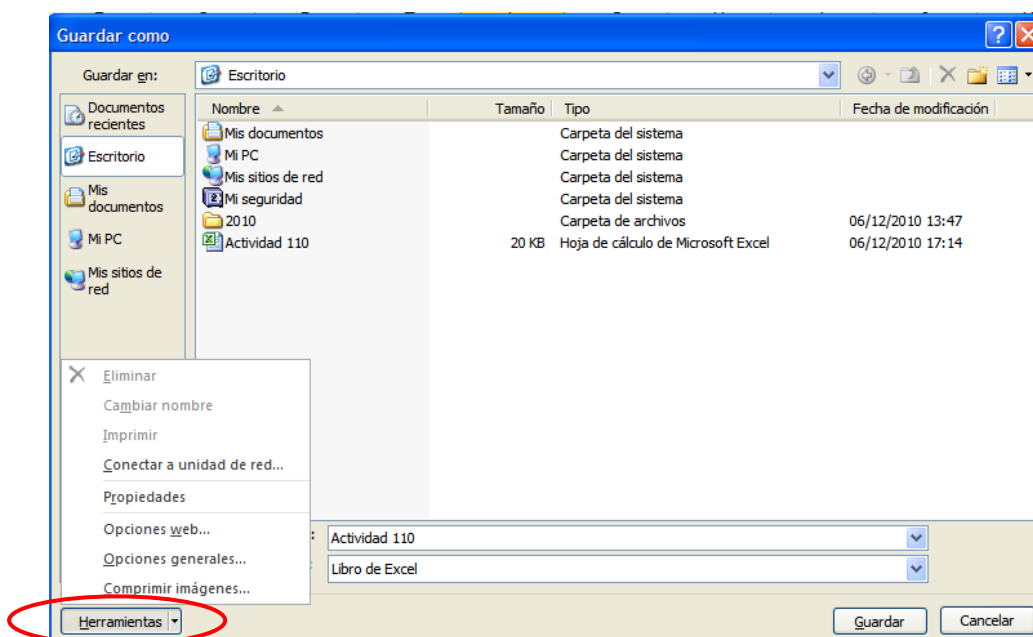 Guardar como
Guardar en:
Escritorio
Documentos
recientes
Escritorio
Mis
documentos
Mi PC
Mis sitios de
red
Nombre Tamaño Tipo Fecha de modificación
Mis documentos Carpeta del sistema
Mi PC Carpeta del sistema
Mis sitios de red Carpeta del sistema
Mi seguridad Carpeta del sistema
2010 Carpeta de archivos 06/12/2010 13:47
Actividad 110 20 KB Hoja de cálculo de Microsoft Excel 06/12/2010 17:14
Eliminar
Cambiar nombre
Imprimir
Conectar a unidad de red...
Propiedades
Opciones web...
Opciones generales...
Comprimir imágenes...
: Actividad 110
Libro de Excel
Herramientas Guardar Cancelar